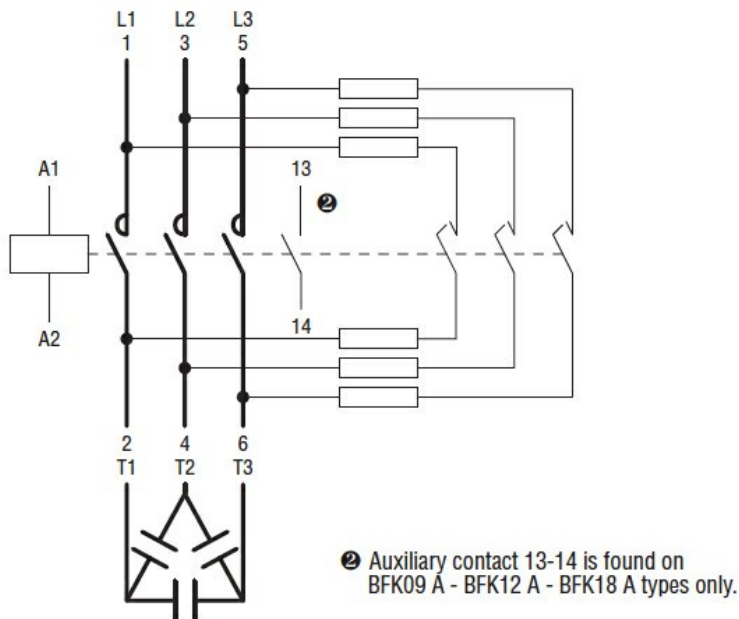 L1 L2 L3
1 3 5
A1
13
❷
14
A2
2 4 6
T1 T2 T3
❷ Auxiliary contact 13-14 is found on
BFK09 A - BFK12 A - BFK18 A types only.